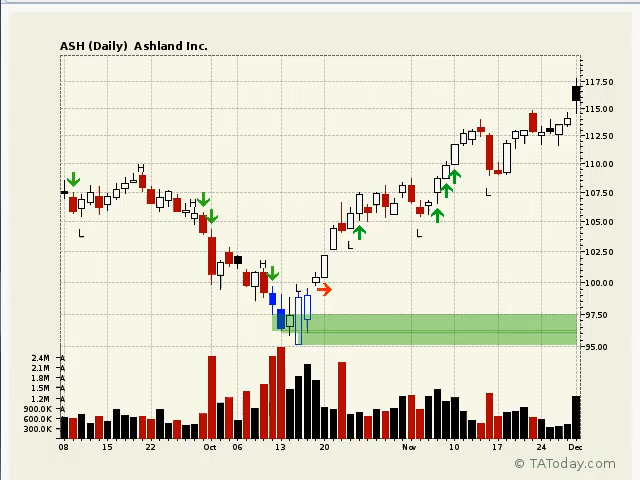 ASH (Daily) Ashland Inc.
117.50
115.00
112.50
H
110.00
107.50
L
H
105.00
L
L
L
102.50
H
100.00
L
97.50
95.00
2.4M A
2.1M A
1.8M A
1.5M A
1.2M A
900.0K A
600.0K A
300.0K A
08 15 22 Oct 06 13 20 Nov 10 17 24 Dec
© TAToday.com